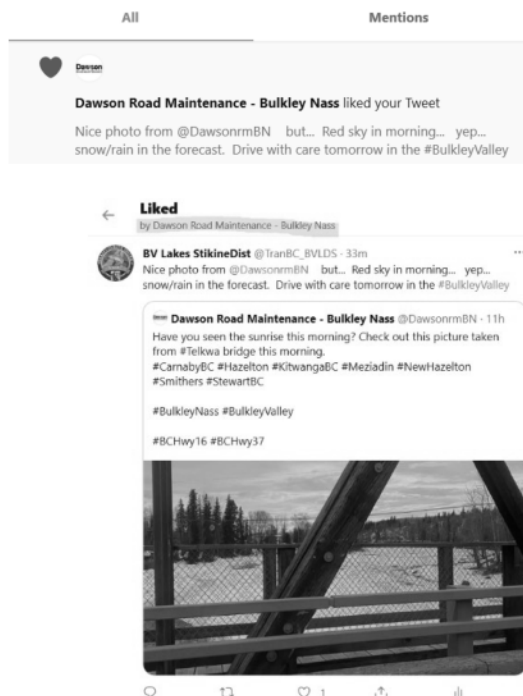 All Mentions
Dawson
Dawson Road Maintenance - Bulkley Nass liked your Tweet
Nice photo from @DawsonrmBN but... Red sky in morning... yep...
snow/rain in the forecast. Drive with care tomorrow in the #BulkleyValley
Liked
by Dawson Road Maintenance - Bulkley Nass
BV Lakes StikineDist @TranBC_BVLDS · 33m
Nice photo from @DawsonrmBN but... Red sky in morning... yep...
snow/rain in the forecast. Drive with care tomorrow in the #BulkleyValley
Dawson Road Maintenance - Bulkley Nass @DawsonrmBN · 11h
Have you seen the sunrise this morning? Check out this picture taken
from #Telkwa bridge this morning.
#CarnabyBC #Hazelton #KitwangaBC #Meziadin #NewHazelton
#Smithers #StewartBC
#BulkleyNass #BulkleyValley
#BCHwy16 #BCHwy37
1